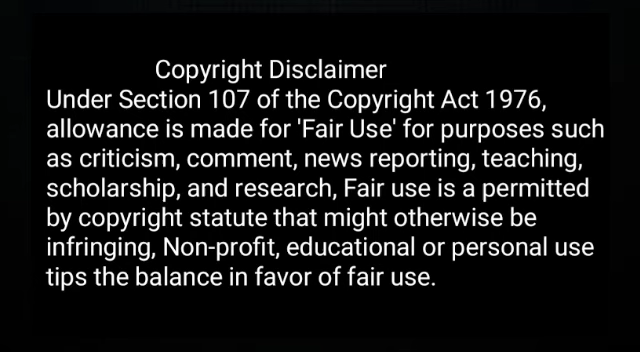 Copyright Disclaimer
Under Section 107 of the Copyright Act 1976,
allowance is made for 'Fair Use' for purposes such
as criticism, comment, news reporting, teaching,
scholarship, and research, Fair use is a permitted
by copyright statute that might otherwise be
infringing, Non-profit, educational or personal use
tips the balance in favor of fair use.